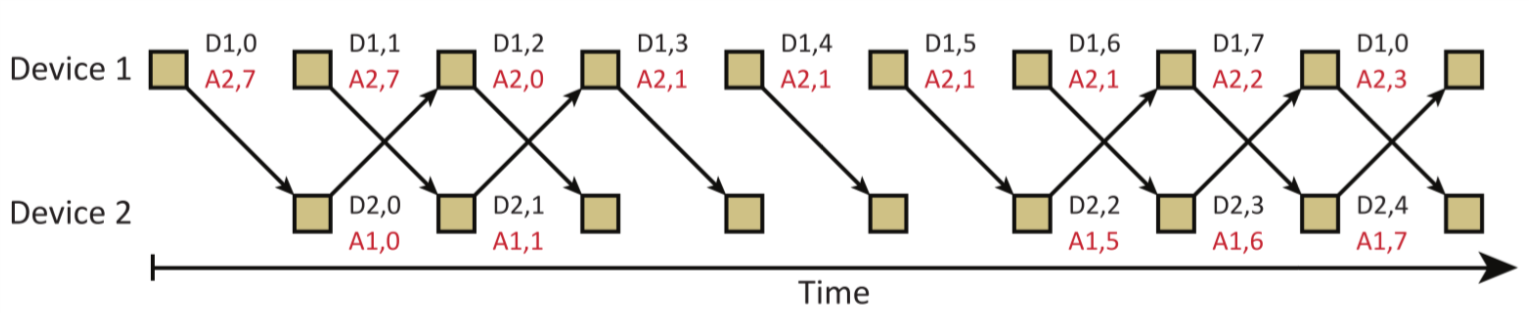 D1,0 D1,1 D1,2 D1,3 D1,4 D1,5 D1,6 D1,7 D1,0
Device 1
A2,7 A2,7 A2,0 A2,1 A2,1 A2,1 A2,1 A2,2 A2,3
D2,0 D2,1 D2,2 D2,3 D2,4
Device 2
A1,0 A1,1 A1,5 A1,6 A1,7
Time